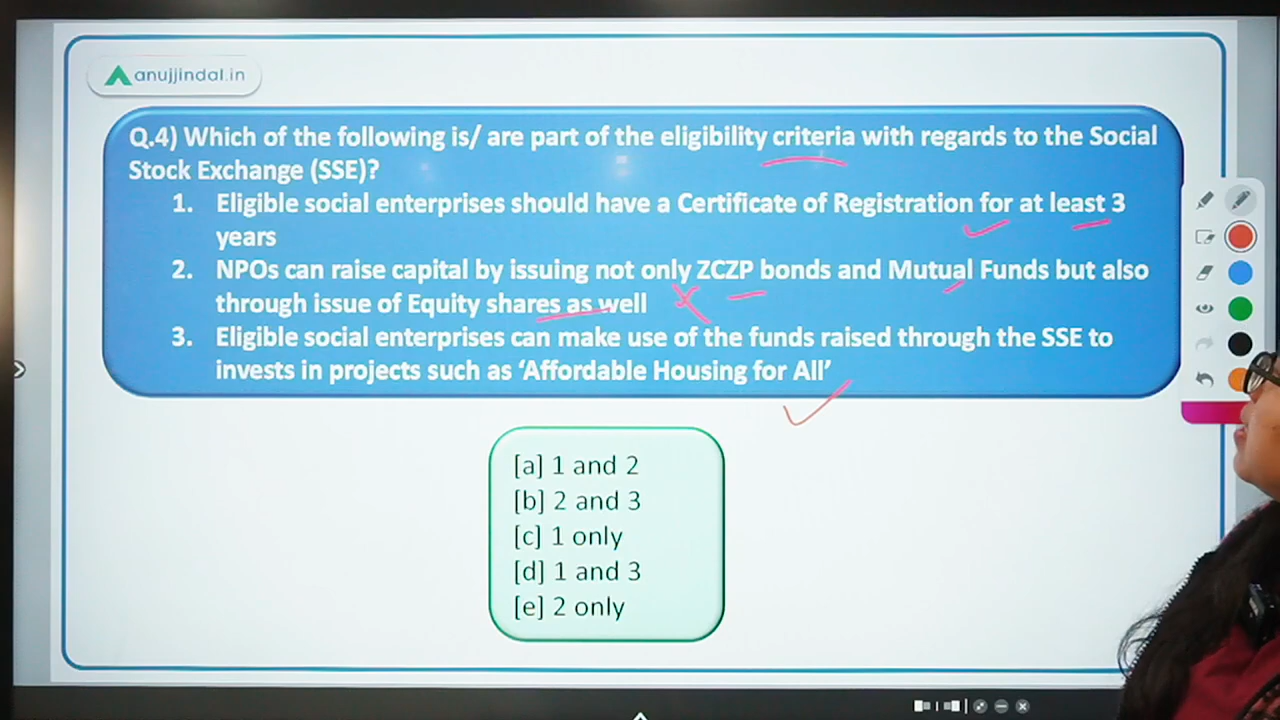 anujjindal.in
Q.4) Which of the following is/ are part of the eligibility criteria with regards to the Social
Stock Exchange (SSE)?
1. Eligible social enterprises should have a Certificate of Registration for at least 3
years
2. NPOs can raise capital by issuing not only ZCZP bonds and Mutual Funds but also
through issue of Equity shares as well
3. Eligible social enterprises can make use of the funds raised through the SSE to
invests in projects such as ‘Affordable Housing for All’
[a] 1 and 2
[b] 2 and 3
[c] 1 only
[d] 1 and 3
[e] 2 only